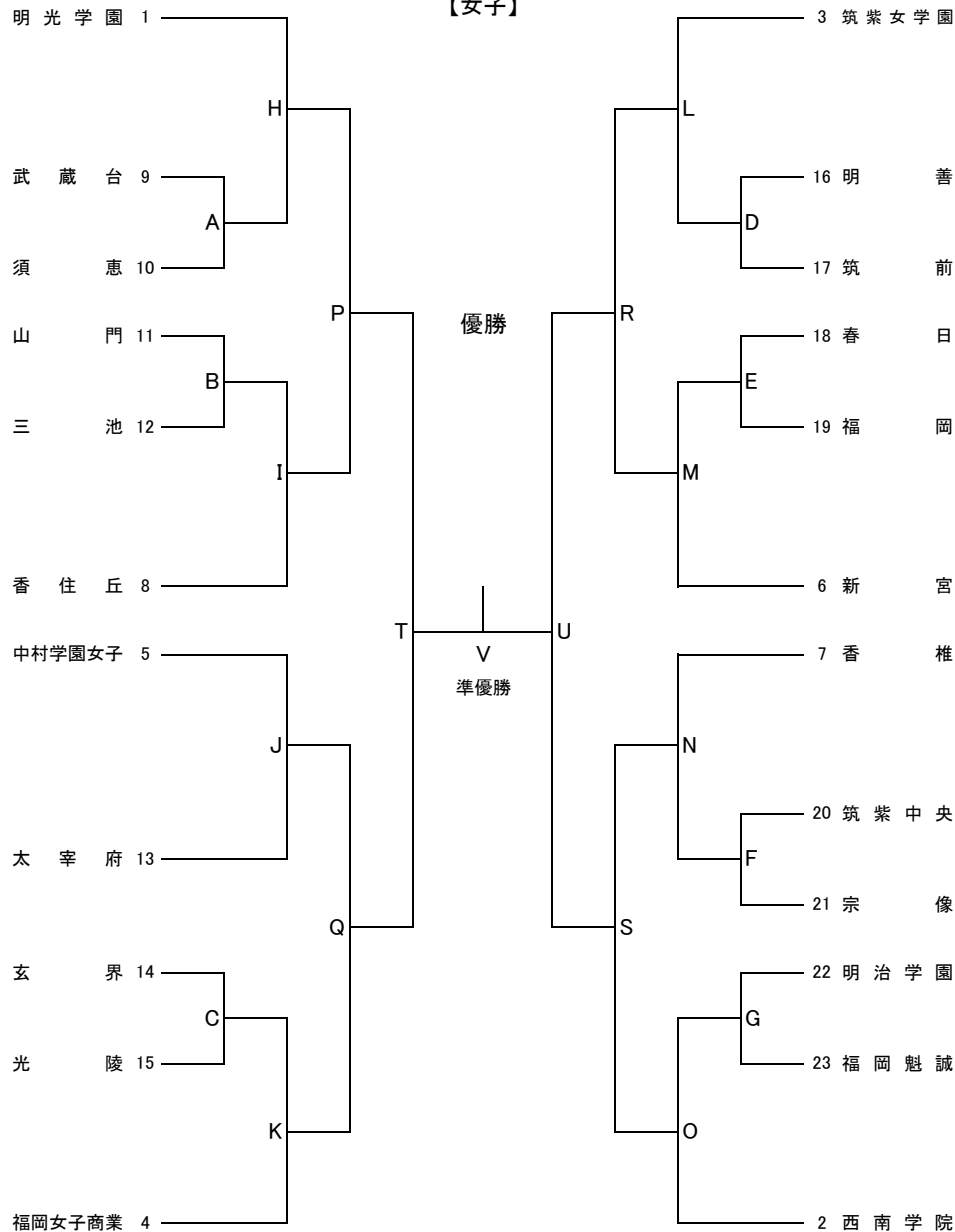 【女子】
明光学園 1
H
武蔵台 9
A
須恵 10
P
山門 11
B
三池 12
I
香住丘 8
T
中村学園女子 5
J
太宰府 13
Q
玄界 14
C
光陵 15
K
福岡女子商業 4
優勝
V
準優勝
3 筑紫女学園
L
16 明善
D
17 筑前
R
18 春日
E
19 福岡
M
6 新宮
U
7 香椎
N
20 筑紫中央
F
21 宗像
S
22 明治学園
G
23 福岡魁誠
O
2 西南学院